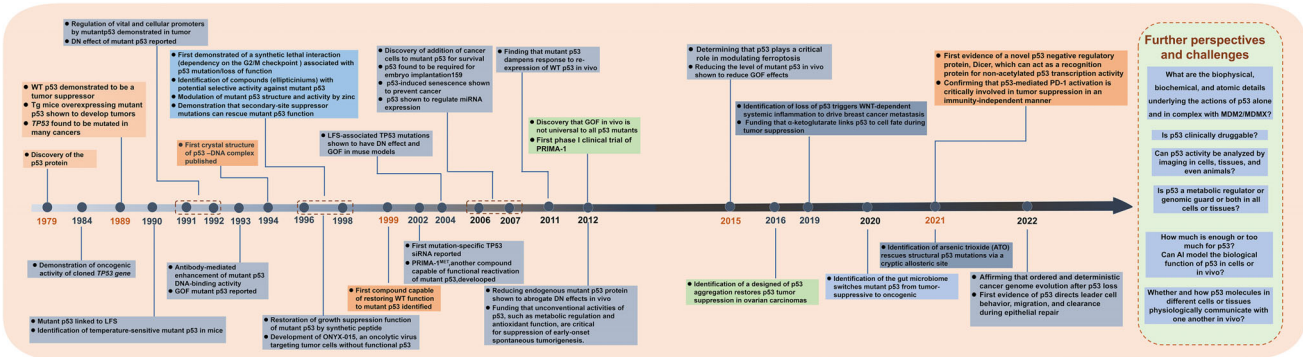 Regulation of vital and cellular promoters
by mutantp53 demonstrated in tumor
DN effect of mutant p53 reported
WT p53 demonstrated to be a
tumor suppressor
Tg mice overexpressing mutant
p53 shown to develop tumors
TP53 found to be mutated in
many cancers
Discovery of the
p53 protein
First demonstrated of a synthetic lethal interaction
(dependency on the G2/M checkpoint ) associated with
p53 mutation/loss of function
Identification of compounds (ellipticiniums) with
potential selective activity against mutant p53
Modulation of mutant p53 structure and activity by zinc
Demonstration that secondary-site suppressor
mutations can rescue mutant p53 function
First crystal structure
of p53 –DNA complex
published
Discovery of addition of cancer
cells to mutant p53 for survival
p53 found to be required for
embryo implantation159
p53-induced senescence shown
to prevent cancer
p53 shown to regulate miRNA
expression
LFS-associated TP53 mutations
shown to have DN effect and
GOF in muse models
Finding that mutant p53
dampens response to re-
expression of WT p53 in vivo
Discovery that GOF in vivo is
not universal to all p53 mutants
First phase I clinical trial of
PRIMA-1
Determining that p53 plays a critical
role in modulating ferroptosis
Reducing the level of mutant p53 in vivo
shown to reduce GOF effects
Identification of loss of p53 triggers WNT-dependent
systemic inflammation to drive breast cancer metastasis
Funding that α-ketoglutarate links p53 to cell fate during
tumor suppression
First evidence of a novel p53 negative regulatory
protein, Dicer, which can act as a recognition
protein for non-acetylated p53 transcription activity
Confirming that p53-mediated PD-1 activation is
critically involved in tumor suppression in an
immunity-independent manner
1979
1984
1989
1990
1991
1992
1993
1994
1996
1998
1999
2002
2004
2006
2007
2011
2012
2015
2016
2019
2020
2021
2022
Demonstration of oncogenic
activity of cloned TP53 gene
Mutant p53 linked to LFS
Identification of temperature-sensitive mutant p53 in mice
Antibody-mediated
enhancement of mutant p53
DNA-binding activity
GOF mutant p53 reported
Restoration of growth suppression function
of mutant p53 by synthetic peptide
Development of ONYX-015, an oncolytic virus
targeting tumor cells without functional p53
First compound capable
of restoring WT function
to mutant p53 identified
First mutation-specific TP53
siRNA reported
PRIMA-1MET,another compound
capable of functional reactivation
of mutant p53,developed
Reducing endogenous mutant p53 protein
shown to abrogate DN effects in vivo
Funding that unconventional activities of
p53, such as metabolic regulation and
antioxidant function, are critical
for suppression of early-onset
spontaneous tumorigenesis.
Identification of a designed of p53
aggregation restores p53 tumor
suppression in ovarian carcinomas
Identification of the gut microbiome
switches mutant p53 from tumor-
suppressive to oncogenic
Identification of arsenic trioxide (ATO)
rescues structural p53 mutations via a
cryptic allosteric site
Affirming that ordered and deterministic
cancer genome evolution after p53 loss
First evidence of p53 directs leader cell
behavior, migration, and clearance
during epithelial repair
Further perspectives
and challenges
What are the biophysical,
biochemical, and atomic details
underlying the actions of p53 alone
and in complex with MDM2/MDMX?
Is p53 clinically druggable?
Can p53 activity be analyzed by
imaging in cells, tissues, and
even animals?
Is p53 a metabolic regulator or
genomic guard or both in all
cells or tissues?
How much is enough or too
much for p53?
Can AI model the biological
function of p53 in cells or
in vivo?
Whether and how p53 molecules in
different cells or tissues
physiologically communicate with
one another in vivo?